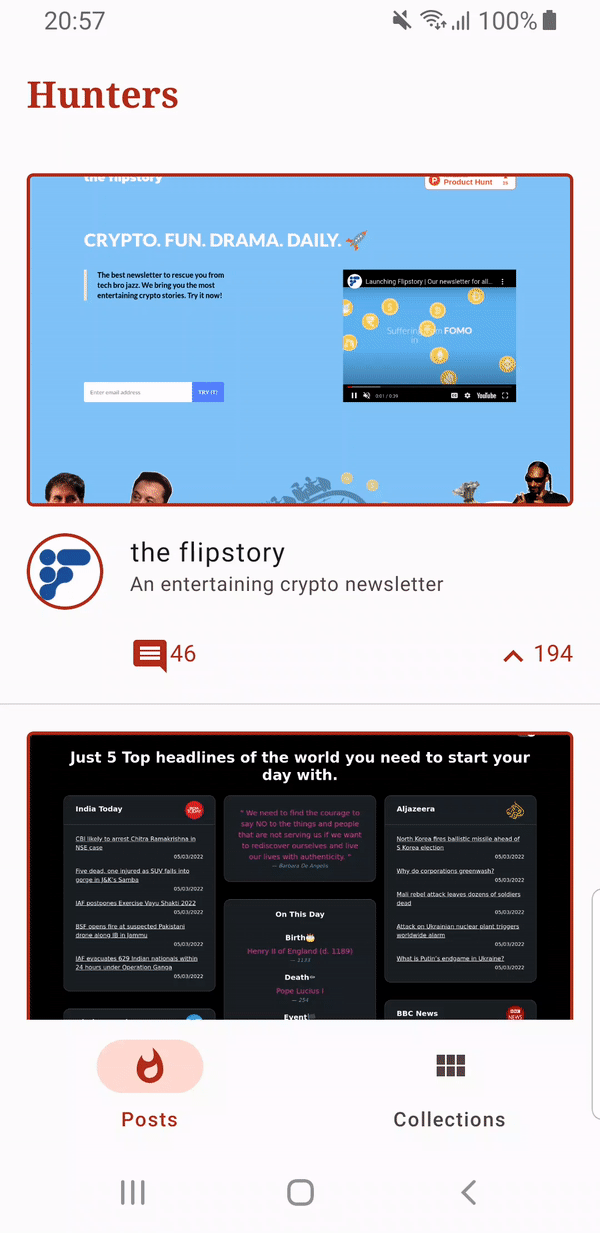 20:57
100%
Hunters
the flipstory
Product Hunt
CRYPTO. FUN. DRAMA. DAILY. 🚀
The best newsletter to rescue you from
tech bro jazz. We bring you the most
entertaining crypto stories. Try it now!
Launching Flipstory | Our newsletter for all...
FOMO
in
Enter email address
TRY IT!
0:01 / 0:39
YouTube
the flipstory
An entertaining crypto newsletter
46
194
Just 5 Top headlines of the world you need to start your
day with.
India Today
CBI likely to arrest Chitra Ramakrishna in
NSE case
05/03/2022
Five dead, one injured as SUV falls into
gorge in J&K's Samba
05/03/2022
IAF postpones Exercise Vayu Shakti 2022
05/03/2022
BSF opens fire at suspected Pakistani
drone along IB in Jammu
05/03/2022
IAF evacuates 629 Indian nationals within
24 hours under Operation Ganga
05/03/2022
" We need to find the courage to
say NO to the things and people
that are not serving us if we want
to rediscover ourselves and live
our lives with authenticity. "
— Barbara De Angelis
On This Day
Birth
Henry II of England (d. 1189)
— 1133
Death
Pope Lucius I
— 254
Event
Aljazeera
North Korea fires ballistic missile ahead of
S Korea election
05/03/2022
Why do corporations greenwash?
05/03/2022
Mali rebel attack leaves dozens of soldiers
dead
05/03/2022
Attack on Ukrainian nuclear plant triggers
worldwide alarm
05/03/2022
What is Putin's endgame in Ukraine?
05/03/2022
BBC News
BBC
NEWS
Posts
Collections